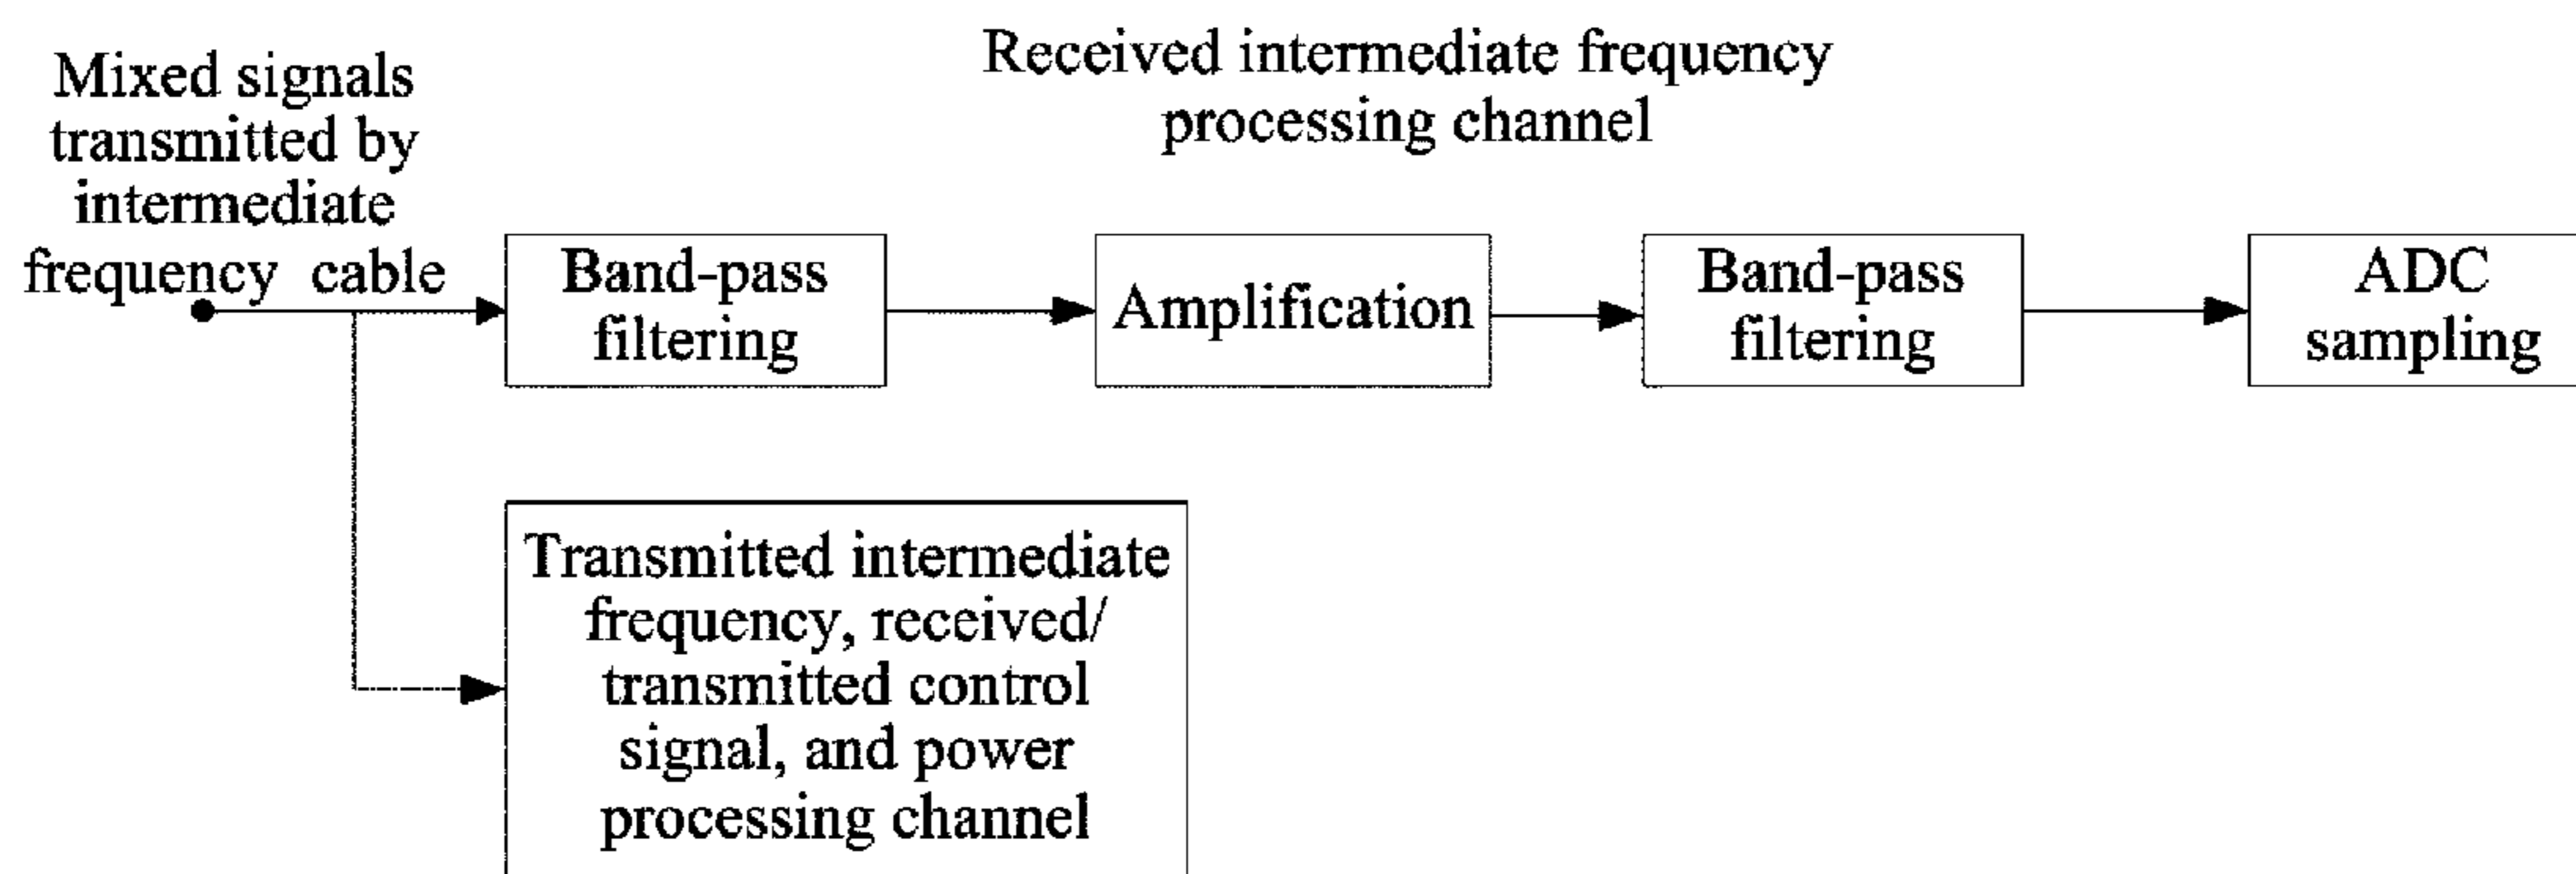 Mixed signals
transmitted by
intermediate
frequency cable
Received intermediate frequency
processing channel
Band-pass
filtering
Amplification
Band-pass
filtering
ADC
sampling
Transmitted intermediate
frequency, received/
transmitted control
signal, and power
processing channel